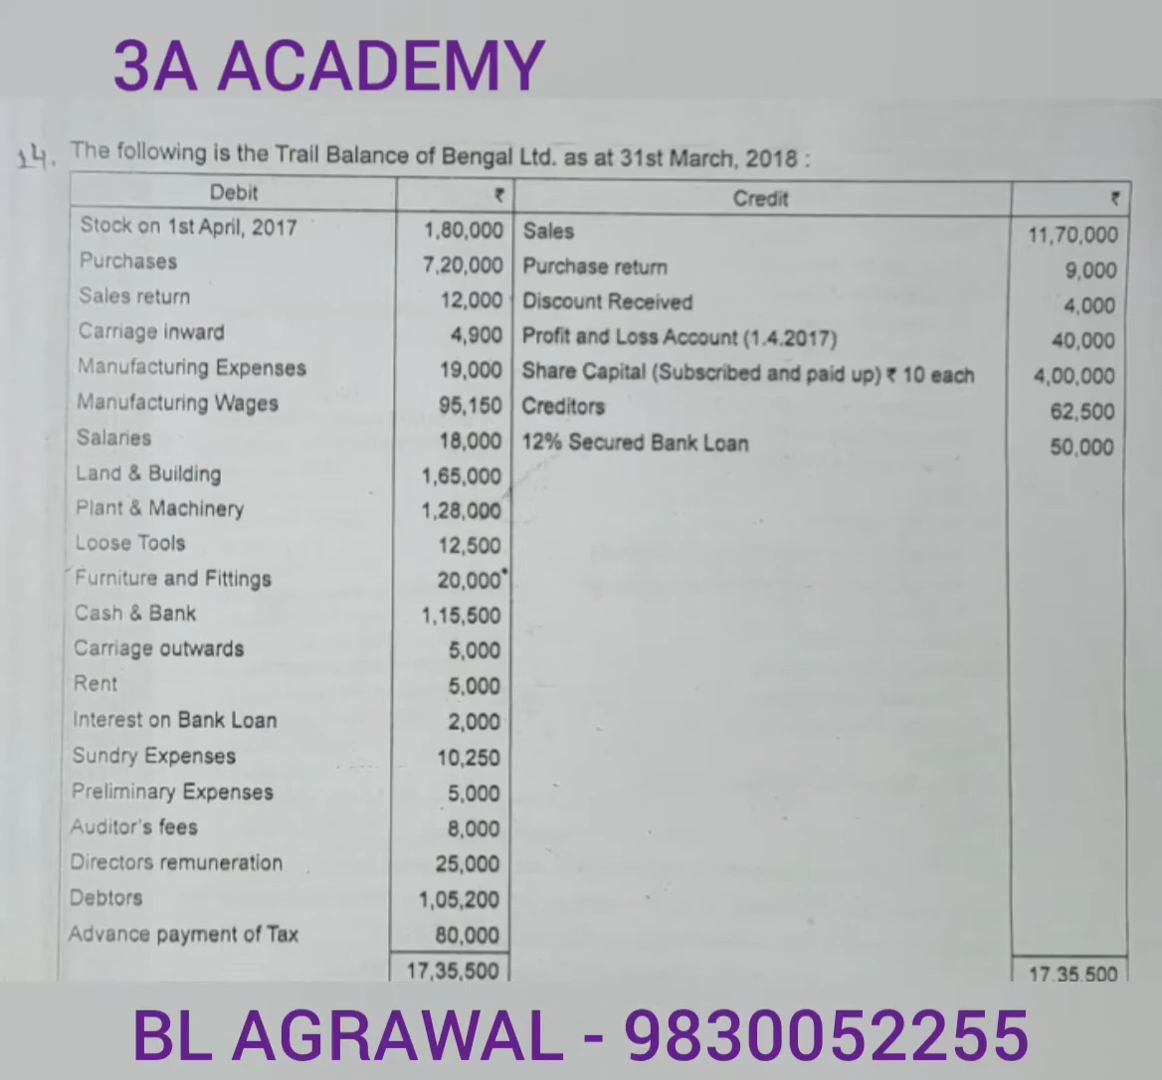 3A ACADEMY
14. The following is the Trail Balance of Bengal Ltd. as at 31st March, 2018 :
Debit ₹ Credit ₹
Stock on 1st April, 2017 1,80,000 Sales 11,70,000
Purchases 7,20,000 Purchase return 9,000
Sales return 12,000 Discount Received 4,000
Carriage inward 4,900 Profit and Loss Account (1.4.2017) 40,000
Manufacturing Expenses 19,000 Share Capital (Subscribed and paid up) ₹ 10 each 4,00,000
Manufacturing Wages 95,150 Creditors 62,500
Salaries 18,000 12% Secured Bank Loan 50,000
Land & Building 1,65,000
Plant & Machinery 1,28,000
Loose Tools 12,500
Furniture and Fittings 20,000
Cash & Bank 1,15,500
Carriage outwards 5,000
Rent 5,000
Interest on Bank Loan 2,000
Sundry Expenses 10,250
Preliminary Expenses 5,000
Auditor's fees 8,000
Directors remuneration 25,000
Debtors 1,05,200
Advance payment of Tax 80,000
17,35,500 17,35,500
BL AGRAWAL - 9830052255